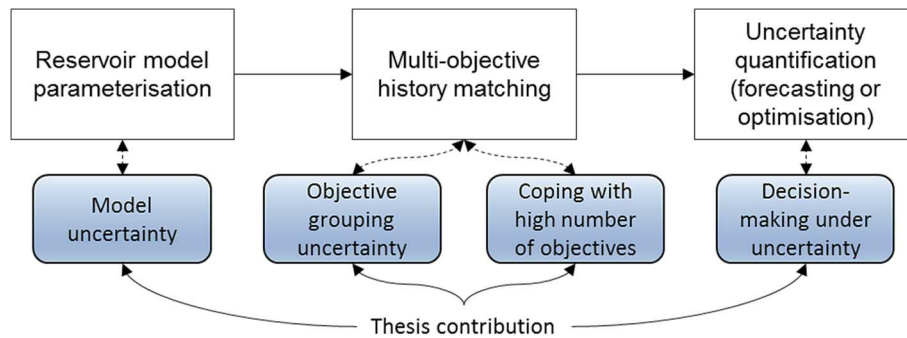 Reservoir model
parameterisation
Multi-objective
history matching
Uncertainty
quantification
(forecasting or
optimisation)
Model
uncertainty
Objective
grouping
uncertainty
Coping with
high number
of objectives
Decision-
making under
uncertainty
Thesis contribution